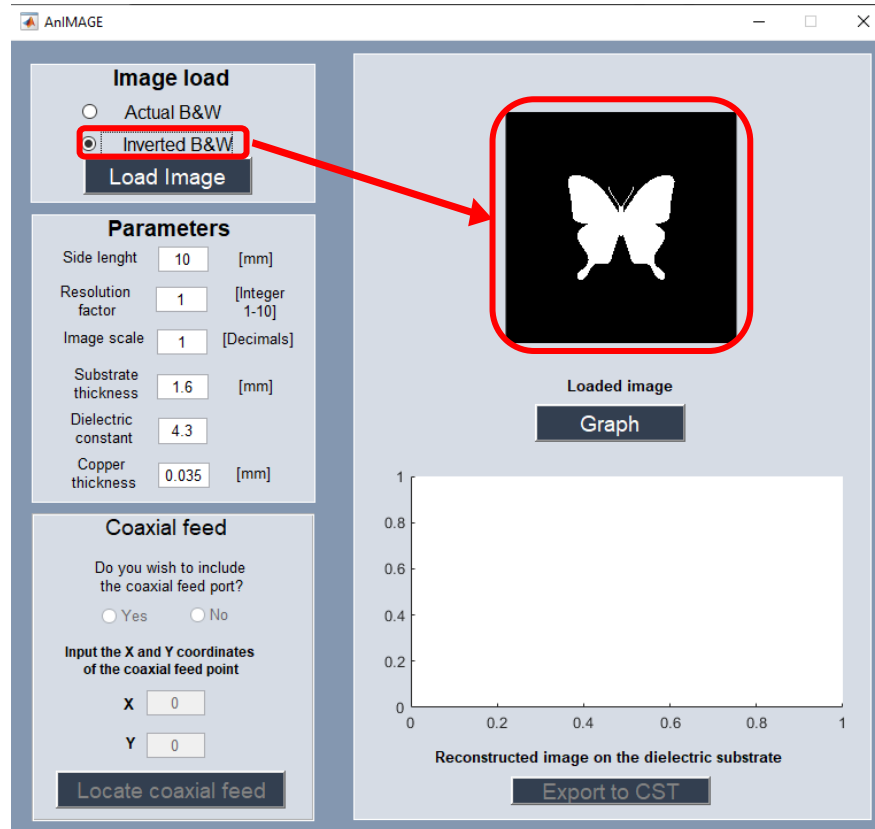 AnIMAGE
Image load
Actual B&W
Inverted B&W
Load Image
Parameters
Side lenght 10 [mm]
Resolution
factor
1
[Integer
1-10]
Image scale 1 [Decimals]
Substrate
thickness
1.6 [mm]
Dielectric
constant
4.3
Copper
thickness
0.035 [mm]
Coaxial feed
Do you wish to include
the coaxial feed port?
Yes No
Input the X and Y coordinates
of the coaxial feed point
X 0
Y 0
Locate coaxial feed
Loaded image
Graph
1
0.8
0.6
0.4
0.2
0
0 0.2 0.4 0.6 0.8 1
Reconstructed image on the dielectric substrate
Export to CST